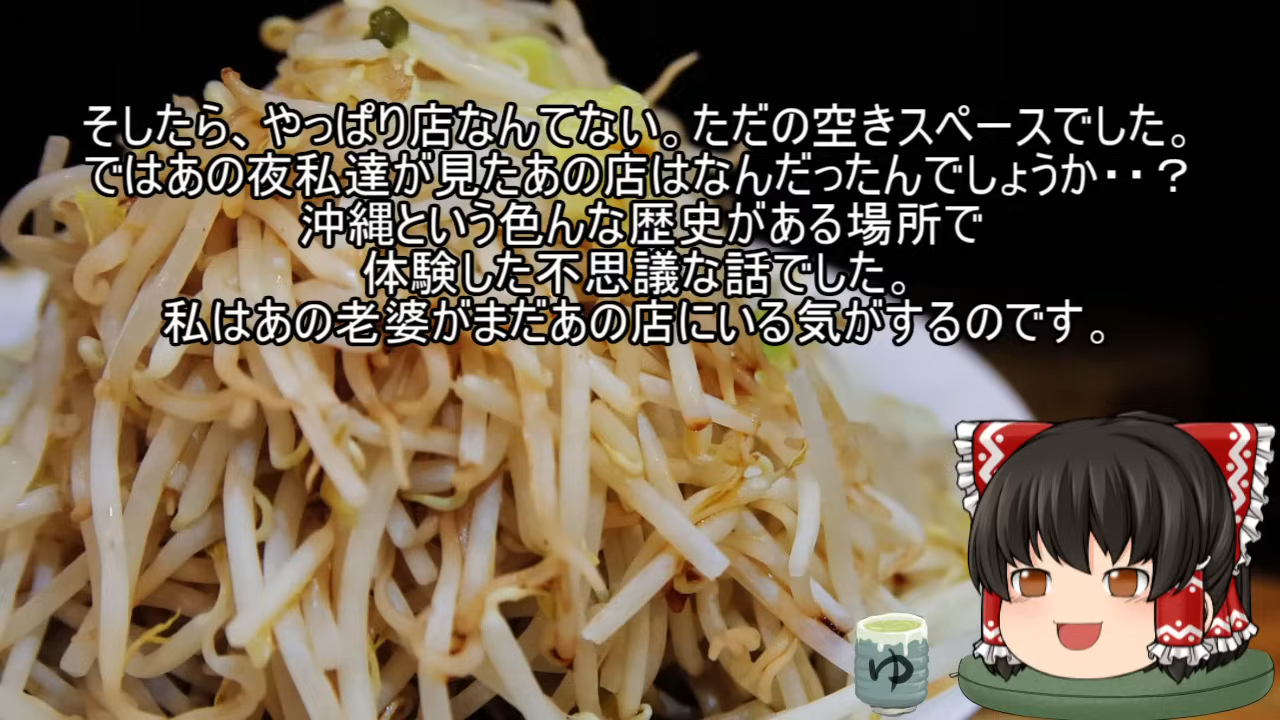 そしたら、やっぱり店なんてない。ただの空きスペースでした。
ではあの夜私達が見たあの店はなんだったんでしょうか・・？
沖縄という色んな歴史がある場所で
体験した不思議な話でした。
私はあの老婆がまだあの店にいる気がするのです。
ゆ